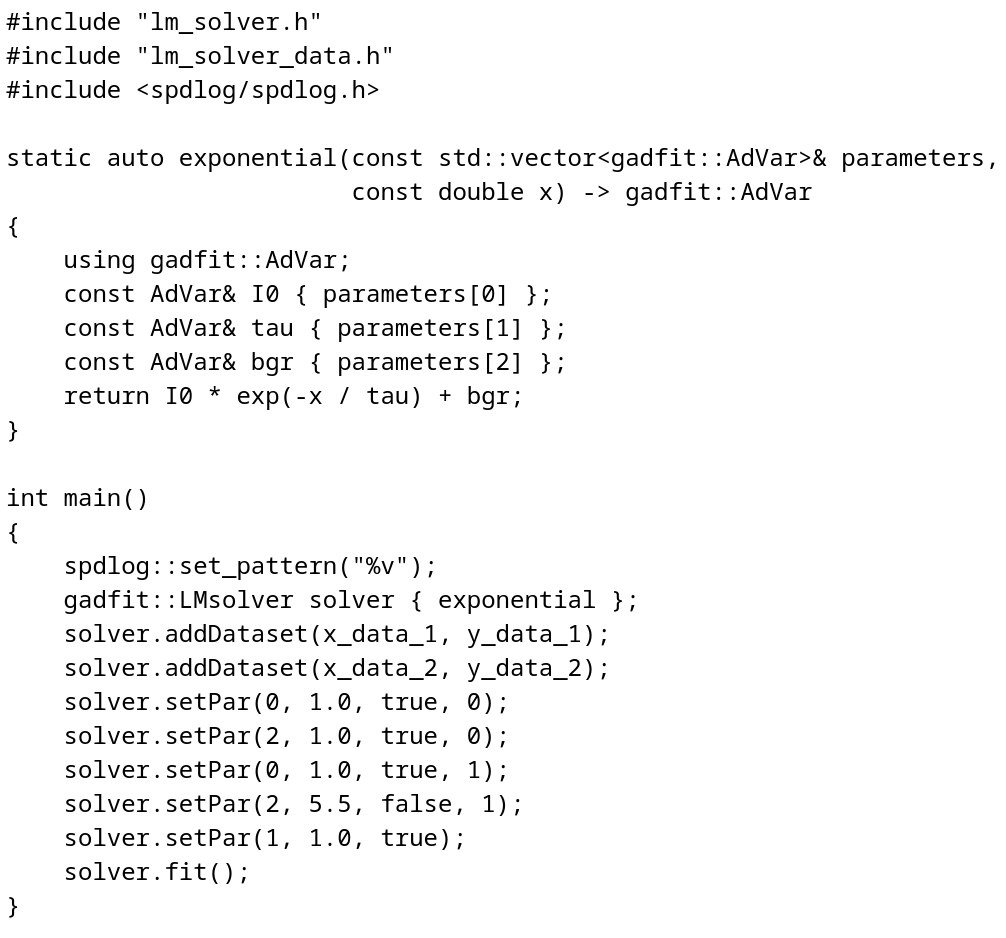 #include "lm_solver.h"
#include "lm_solver_data.h"
#include <spdlog/spdlog.h>

static auto exponential(const std::vector<gadfit::AdVar>& parameters,
                        const double x) -> gadfit::AdVar
{
    using gadfit::AdVar;
    const AdVar& I0 { parameters[0] };
    const AdVar& tau { parameters[1] };
    const AdVar& bgr { parameters[2] };
    return I0 * exp(-x / tau) + bgr;
}

int main()
{
    spdlog::set_pattern("%v");
    gadfit::LMsolver solver { exponential };
    solver.addDataset(x_data_1, y_data_1);
    solver.addDataset(x_data_2, y_data_2);
    solver.setPar(0, 1.0, true, 0);
    solver.setPar(2, 1.0, true, 0);
    solver.setPar(0, 1.0, true, 1);
    solver.setPar(2, 5.5, false, 1);
    solver.setPar(1, 1.0, true);
    solver.fit();
}